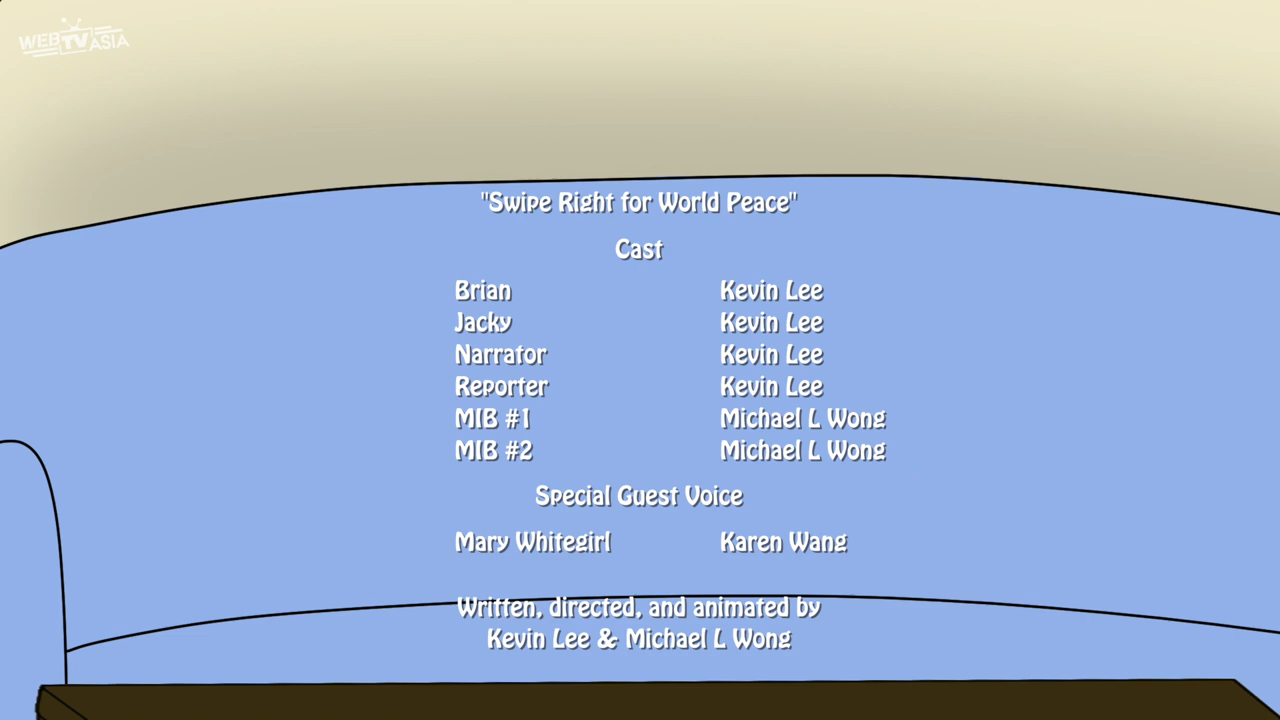 WEBTVASIA
"Swipe Right for World Peace"
Cast
Brian Kevin Lee
Jacky Kevin Lee
Narrator Kevin Lee
Reporter Kevin Lee
MIB #1 Michael L Wong
MIB #2 Michael L Wong
Special Guest Voice
Mary Whitegirl Karen Wang
Written, directed, and animated by
Kevin Lee & Michael L Wong